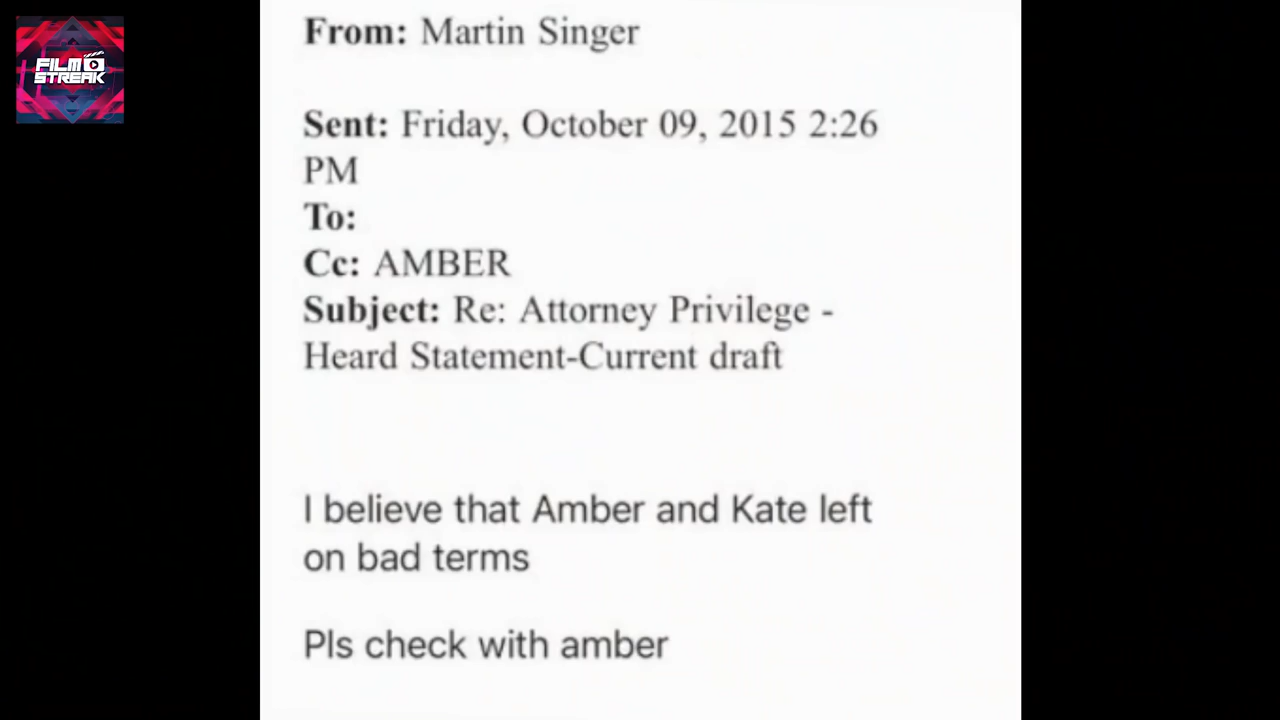 FILM
STREAK
From: Martin Singer
Sent: Friday, October 09, 2015 2:26
PM
To:
Cc: AMBER
Subject: Re: Attorney Privilege -
Heard Statement-Current draft
I believe that Amber and Kate left
on bad terms
Pls check with amber